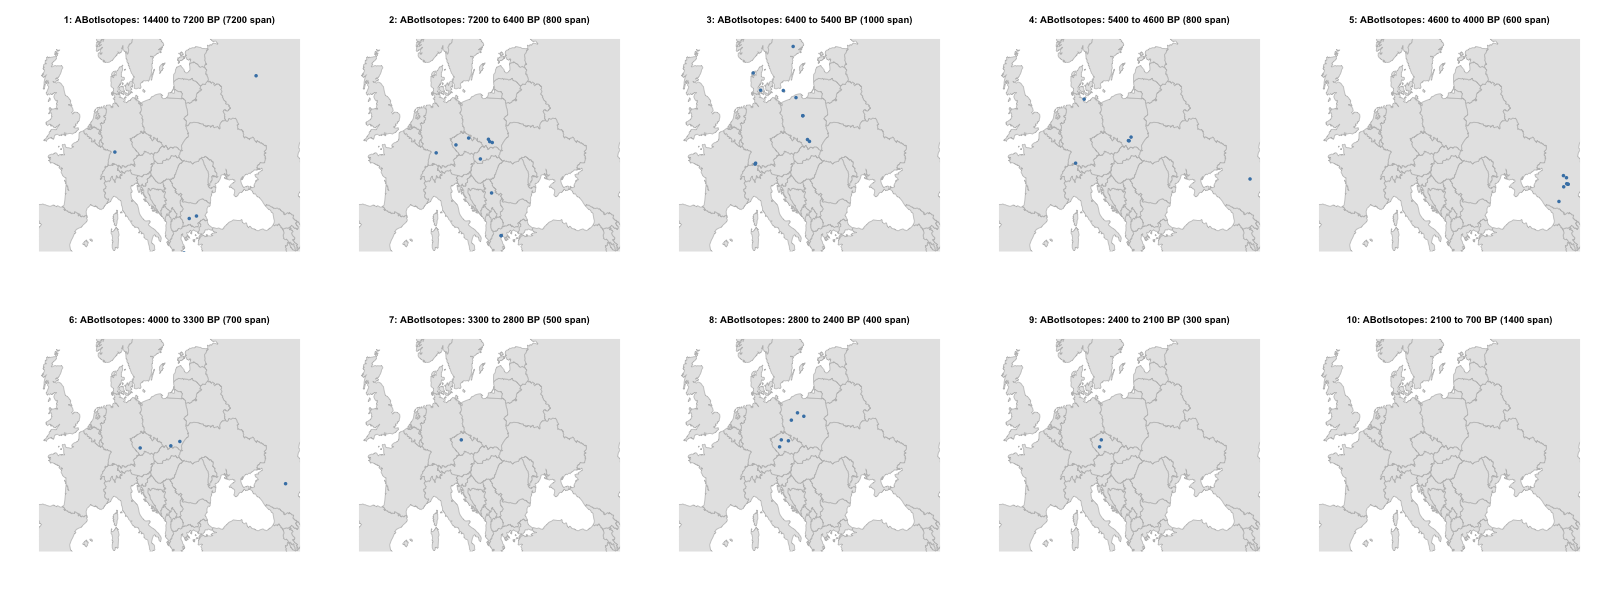 1: ABotIsotopes: 14400 to 7200 BP (7200 span)
2: ABotIsotopes: 7200 to 6400 BP (800 span)
3: ABotIsotopes: 6400 to 5400 BP (1000 span)
4: ABotIsotopes: 5400 to 4600 BP (800 span)
5: ABotIsotopes: 4600 to 4000 BP (600 span)
6: ABotIsotopes: 4000 to 3300 BP (700 span)
7: ABotIsotopes: 3300 to 2800 BP (500 span)
8: ABotIsotopes: 2800 to 2400 BP (400 span)
9: ABotIsotopes: 2400 to 2100 BP (300 span)
10: ABotIsotopes: 2100 to 700 BP (1400 span)